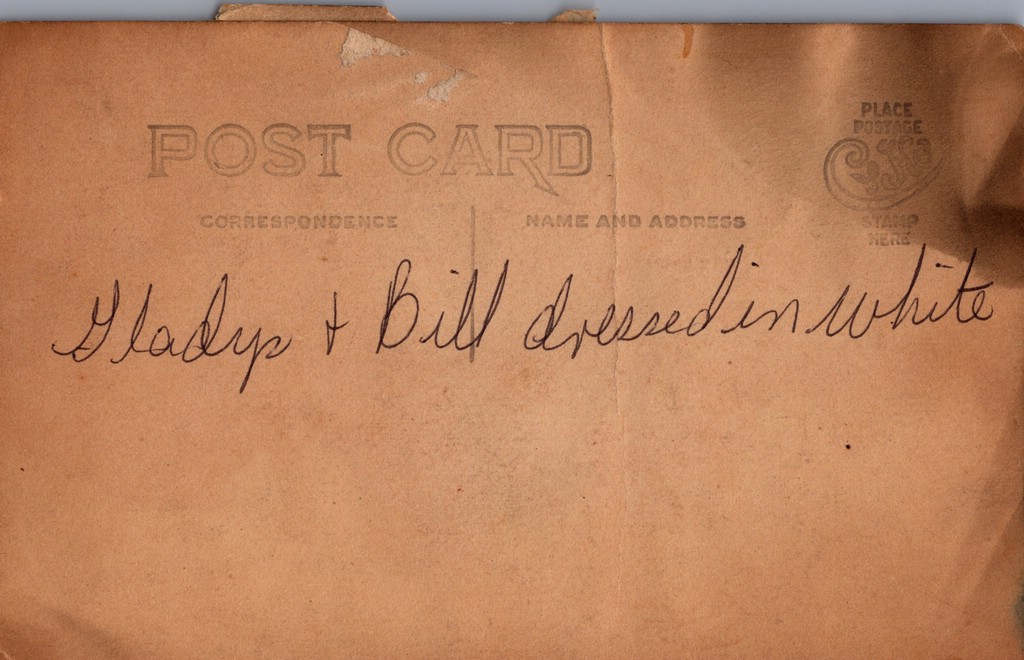 POST CARD
PLACE
POSTAGE
STAMP
HERE
CORRESPONDENCE
NAME AND ADDRESS
Gladys + Bill dressed in white